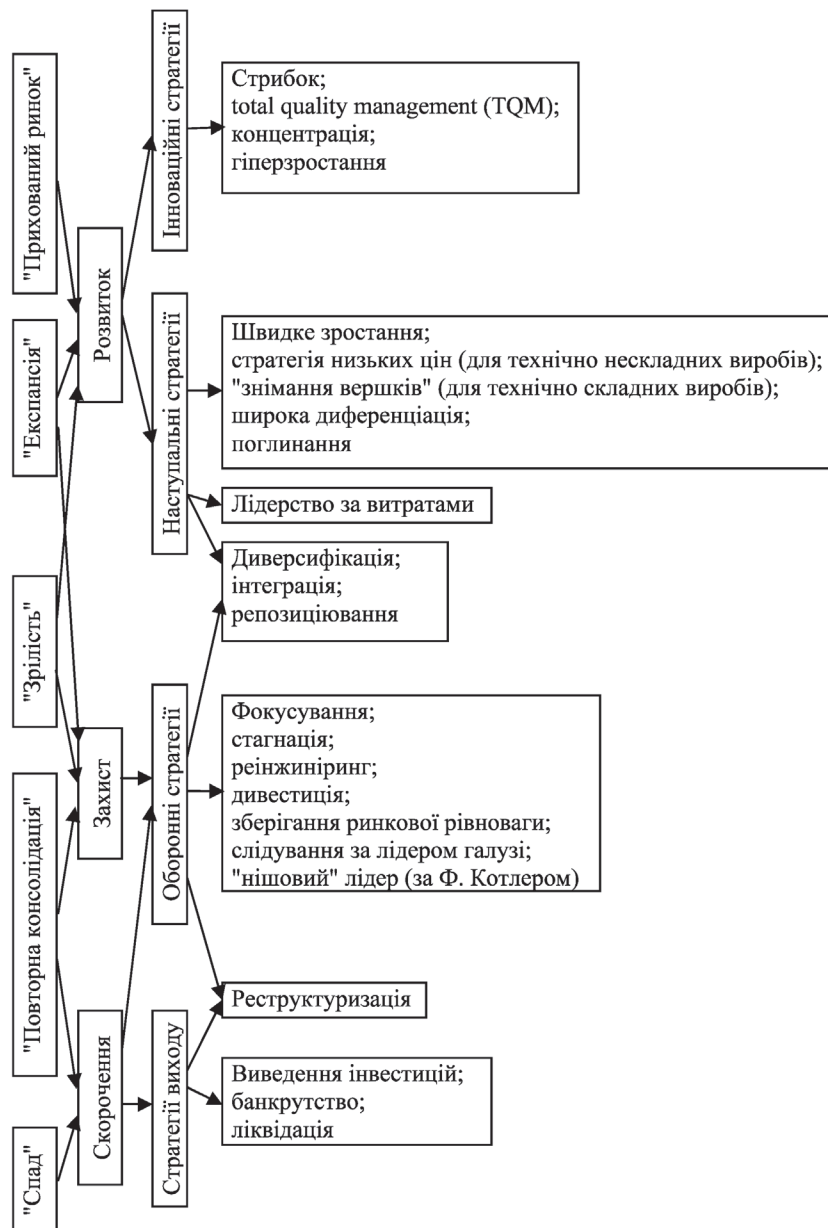 "Прихований ринок"
"Експансія"
"Зрілість"
"Повторна консолідація"
"Спад"
Розвиток
Захист
Скорочення
Інноваційні стратегії
Наступальні стратегії
Оборонні стратегії
Стратегії виходу
Стрибок;
total quality management (TQM);
концентрація;
гіперзростання
Швидке зростання;
стратегія низьких цін (для технічно нескладних виробів);
"знімання вершків" (для технічно складних виробів);
широка диференціація;
поглинання
Лідерство за витратами
Диверсифікація;
інтеграція;
репозиціювання
Фокусування;
стагнація;
реінжиніринг;
дивестиція;
зберігання ринкової рівноваги;
слідування за лідером галузі;
"нішовий" лідер (за Ф. Котлером)
Реструктуризація
Виведення інвестицій;
банкрутство;
ліквідація